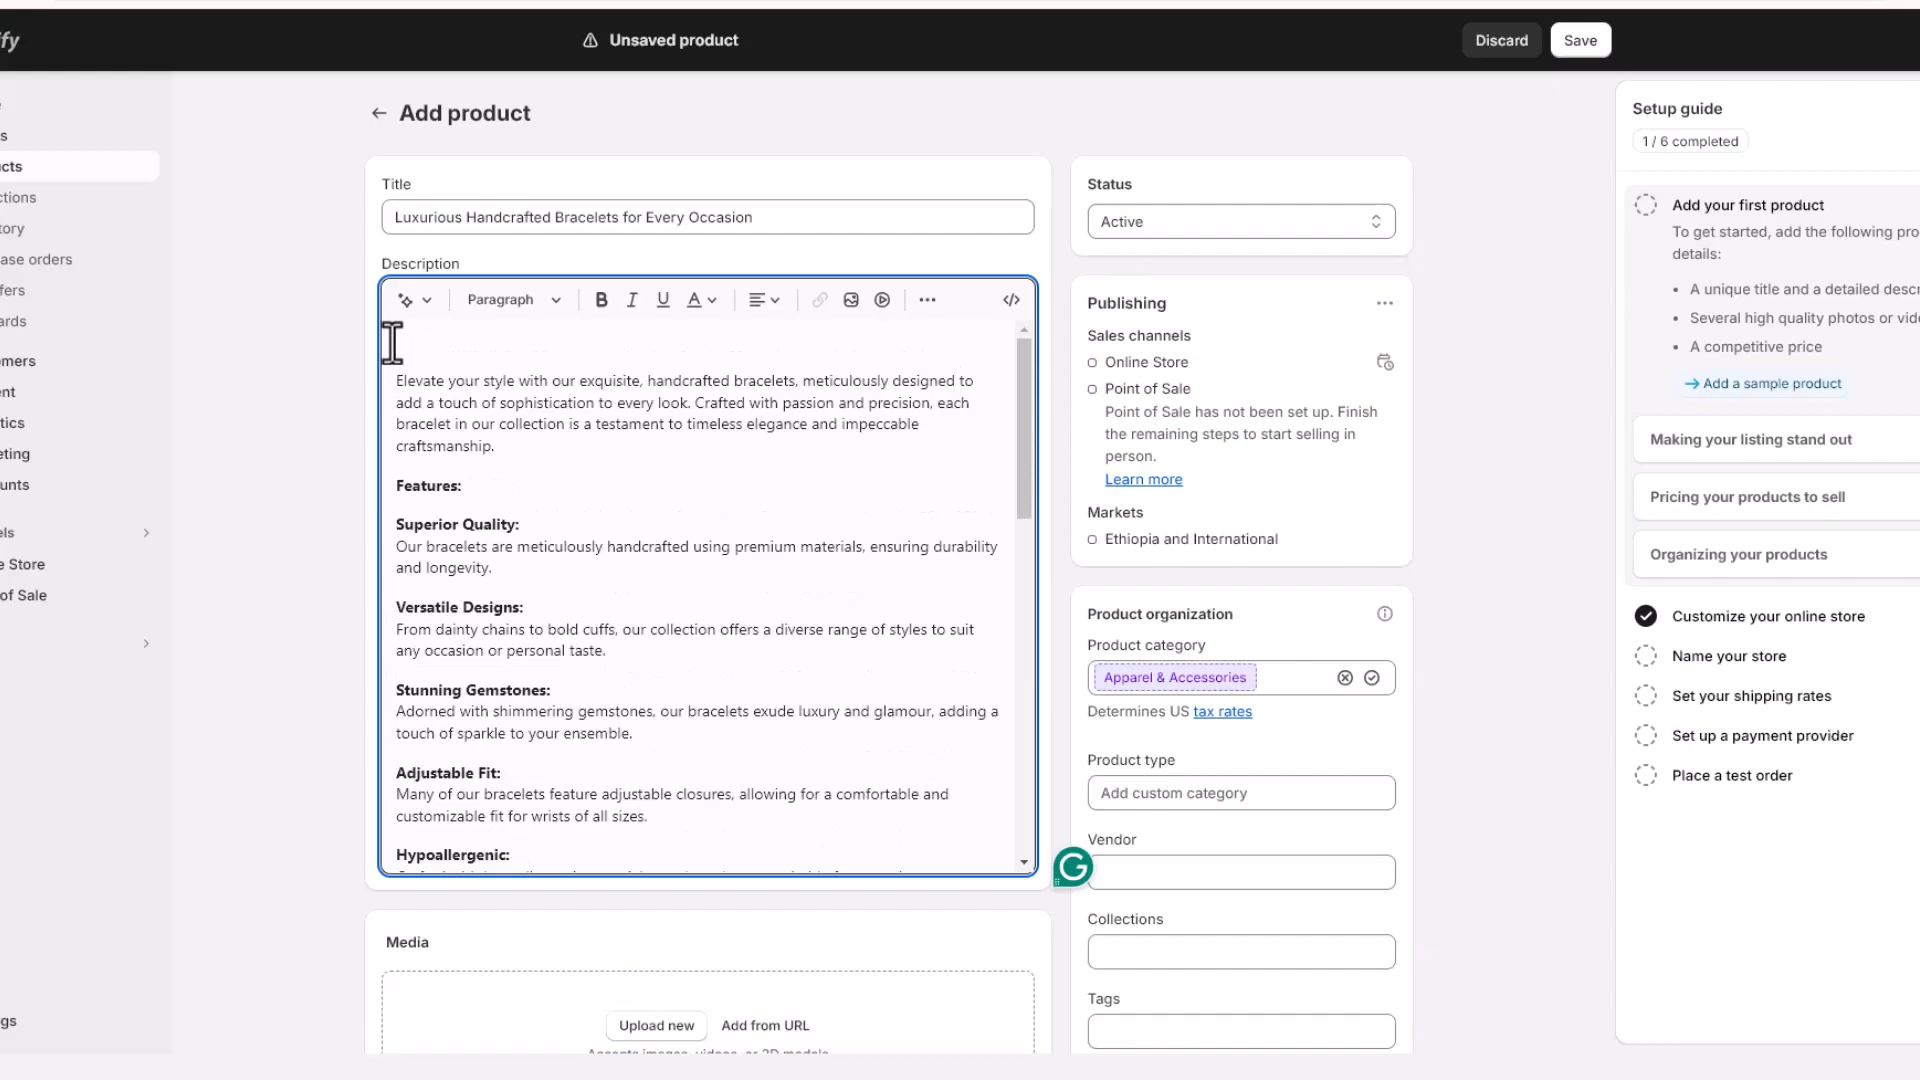 ify
Unsaved product
Discard
Save
s
cts
ctions
tory
ase orders
fers
ards
mers
nt
tics
eting
unts
els
e Store
of Sale
gs
Add product
Title
Luxurious Handcrafted Bracelets for Every Occasion
Description
Paragraph
B I U A
Elevate your style with our exquisite, handcrafted bracelets, meticulously designed to
add a touch of sophistication to every look. Crafted with passion and precision, each
bracelet in our collection is a testament to timeless elegance and impeccable
craftsmanship.
Features:
Superior Quality:
Our bracelets are meticulously handcrafted using premium materials, ensuring durability
and longevity.
Versatile Designs:
From dainty chains to bold cuffs, our collection offers a diverse range of styles to suit
any occasion or personal taste.
Stunning Gemstones:
Adorned with shimmering gemstones, our bracelets exude luxury and glamour, adding a
touch of sparkle to your ensemble.
Adjustable Fit:
Many of our bracelets feature adjustable closures, allowing for a comfortable and
customizable fit for wrists of all sizes.
Hypoallergenic:
Media
Upload new
Add from URL
Accepts images, videos, or 3D models
Status
Active
Publishing
Sales channels
Online Store
Point of Sale
Point of Sale has not been set up. Finish
the remaining steps to start selling in
person.
Learn more
Markets
Ethiopia and International
Product organization
Product category
Apparel & Accessories
Determines US tax rates
Product type
Add custom category
Vendor
G
Collections
Tags
Setup guide
1 / 6 completed
Add your first product
To get started, add the following pro
details:
A unique title and a detailed descr
Several high quality photos or vide
A competitive price
Add a sample product
Making your listing stand out
Pricing your products to sell
Organizing your products
Customize your online store
Name your store
Set your shipping rates
Set up a payment provider
Place a test order